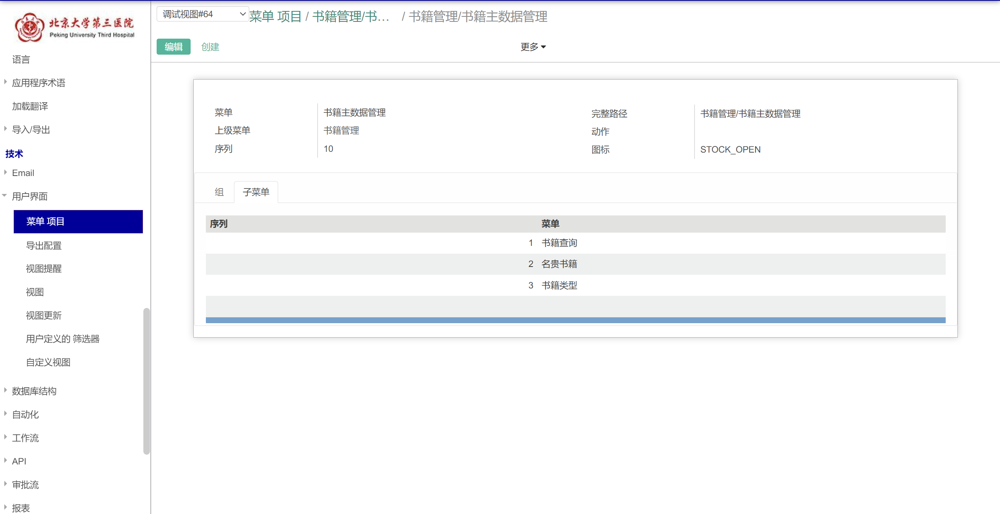 北京大学第三医院
Peking University Third Hospital
语言
应用程序术语
加载翻译
导入/导出
技术
Email
用户界面
菜单 项目
导出配置
视图提醒
视图
视图更新
用户定义的 筛选器
自定义视图
数据库结构
自动化
工作流
API
审批流
报表
调试视图#64
菜单 项目 / 书籍管理/书… / 书籍管理/书籍主数据管理
编辑 创建 更多
菜单 书籍主数据管理
上级菜单 书籍管理
序列 10
完整路径 书籍管理/书籍主数据管理
动作
图标 STOCK_OPEN
组 子菜单
序列 菜单
1 书籍查询
2 名贵书籍
3 书籍类型